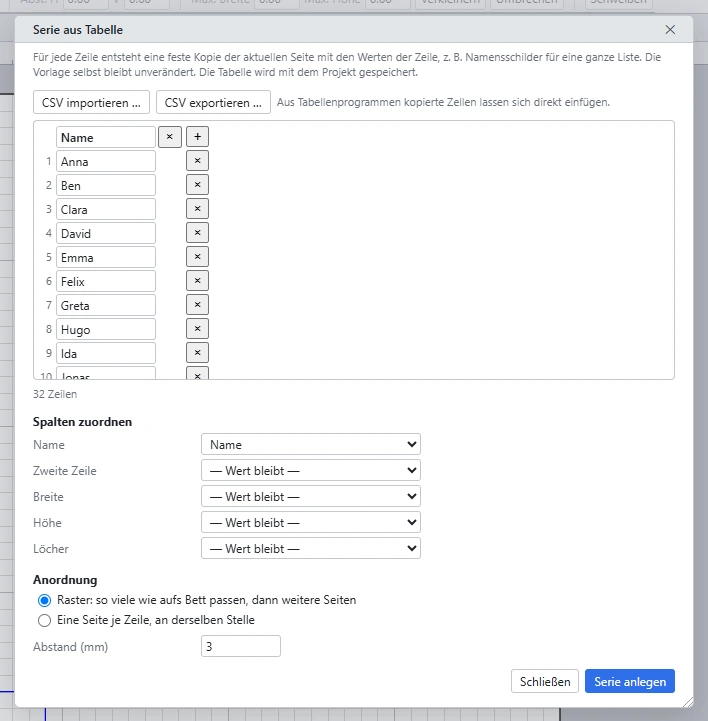 Serie aus Tabelle
Für jede Zeile entsteht eine feste Kopie der aktuellen Seite mit den Werten der Zeile, z. B. Namensschilder für eine ganze Liste. Die
Vorlage selbst bleibt unverändert. Die Tabelle wird mit dem Projekt gespeichert.
CSV importieren ... CSV exportieren ... Aus Tabellenprogrammen kopierte Zellen lassen sich direkt einfügen.
Name × +
1 Anna ×
2 Ben ×
3 Clara ×
4 David ×
5 Emma ×
6 Felix ×
7 Greta ×
8 Hugo ×
9 Ida ×
10 Jonas ×
32 Zeilen
Spalten zuordnen
Name Name
Zweite Zeile — Wert bleibt —
Breite — Wert bleibt —
Höhe — Wert bleibt —
Löcher — Wert bleibt —
Anordnung
Raster: so viele wie aufs Bett passen, dann weitere Seiten
Eine Seite je Zeile, an derselben Stelle
Abstand (mm) 3
Schließen Serie anlegen